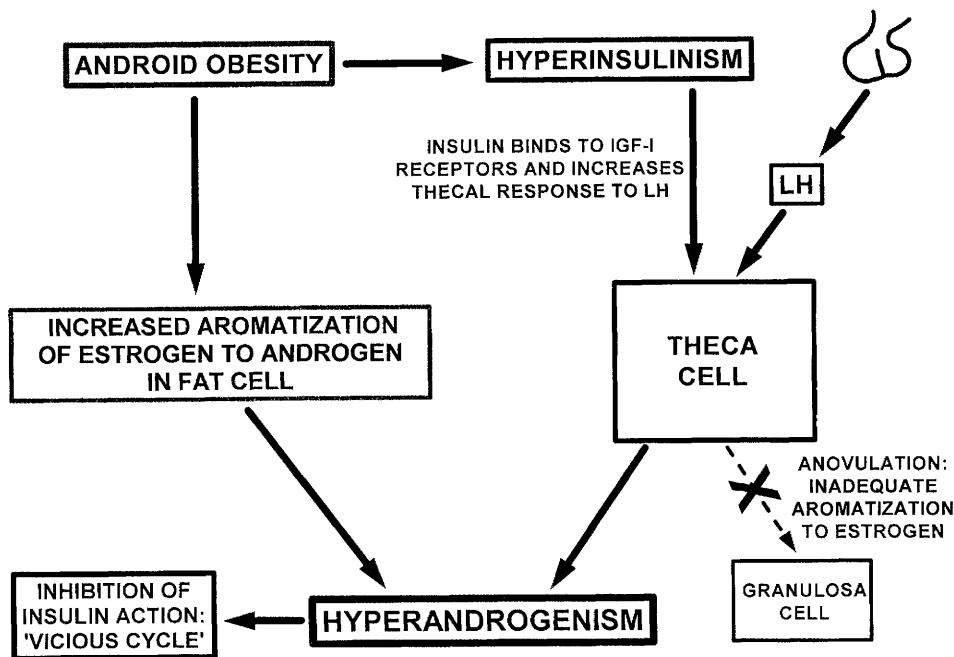 ANDROID OBESITY
HYPERINSULINISM
INSULIN BINDS TO IGF-I
RECEPTORS AND INCREASES
THECAL RESPONSE TO LH
LH
INCREASED AROMATIZATION
OF ESTROGEN TO ANDROGEN
IN FAT CELL
THECA
CELL
ANOVULATION:
INADEQUATE
AROMATIZATION
TO ESTROGEN
GRANULOSA
CELL
INHIBITION OF
INSULIN ACTION:
'VICIOUS CYCLE'
HYPERANDROGENISM